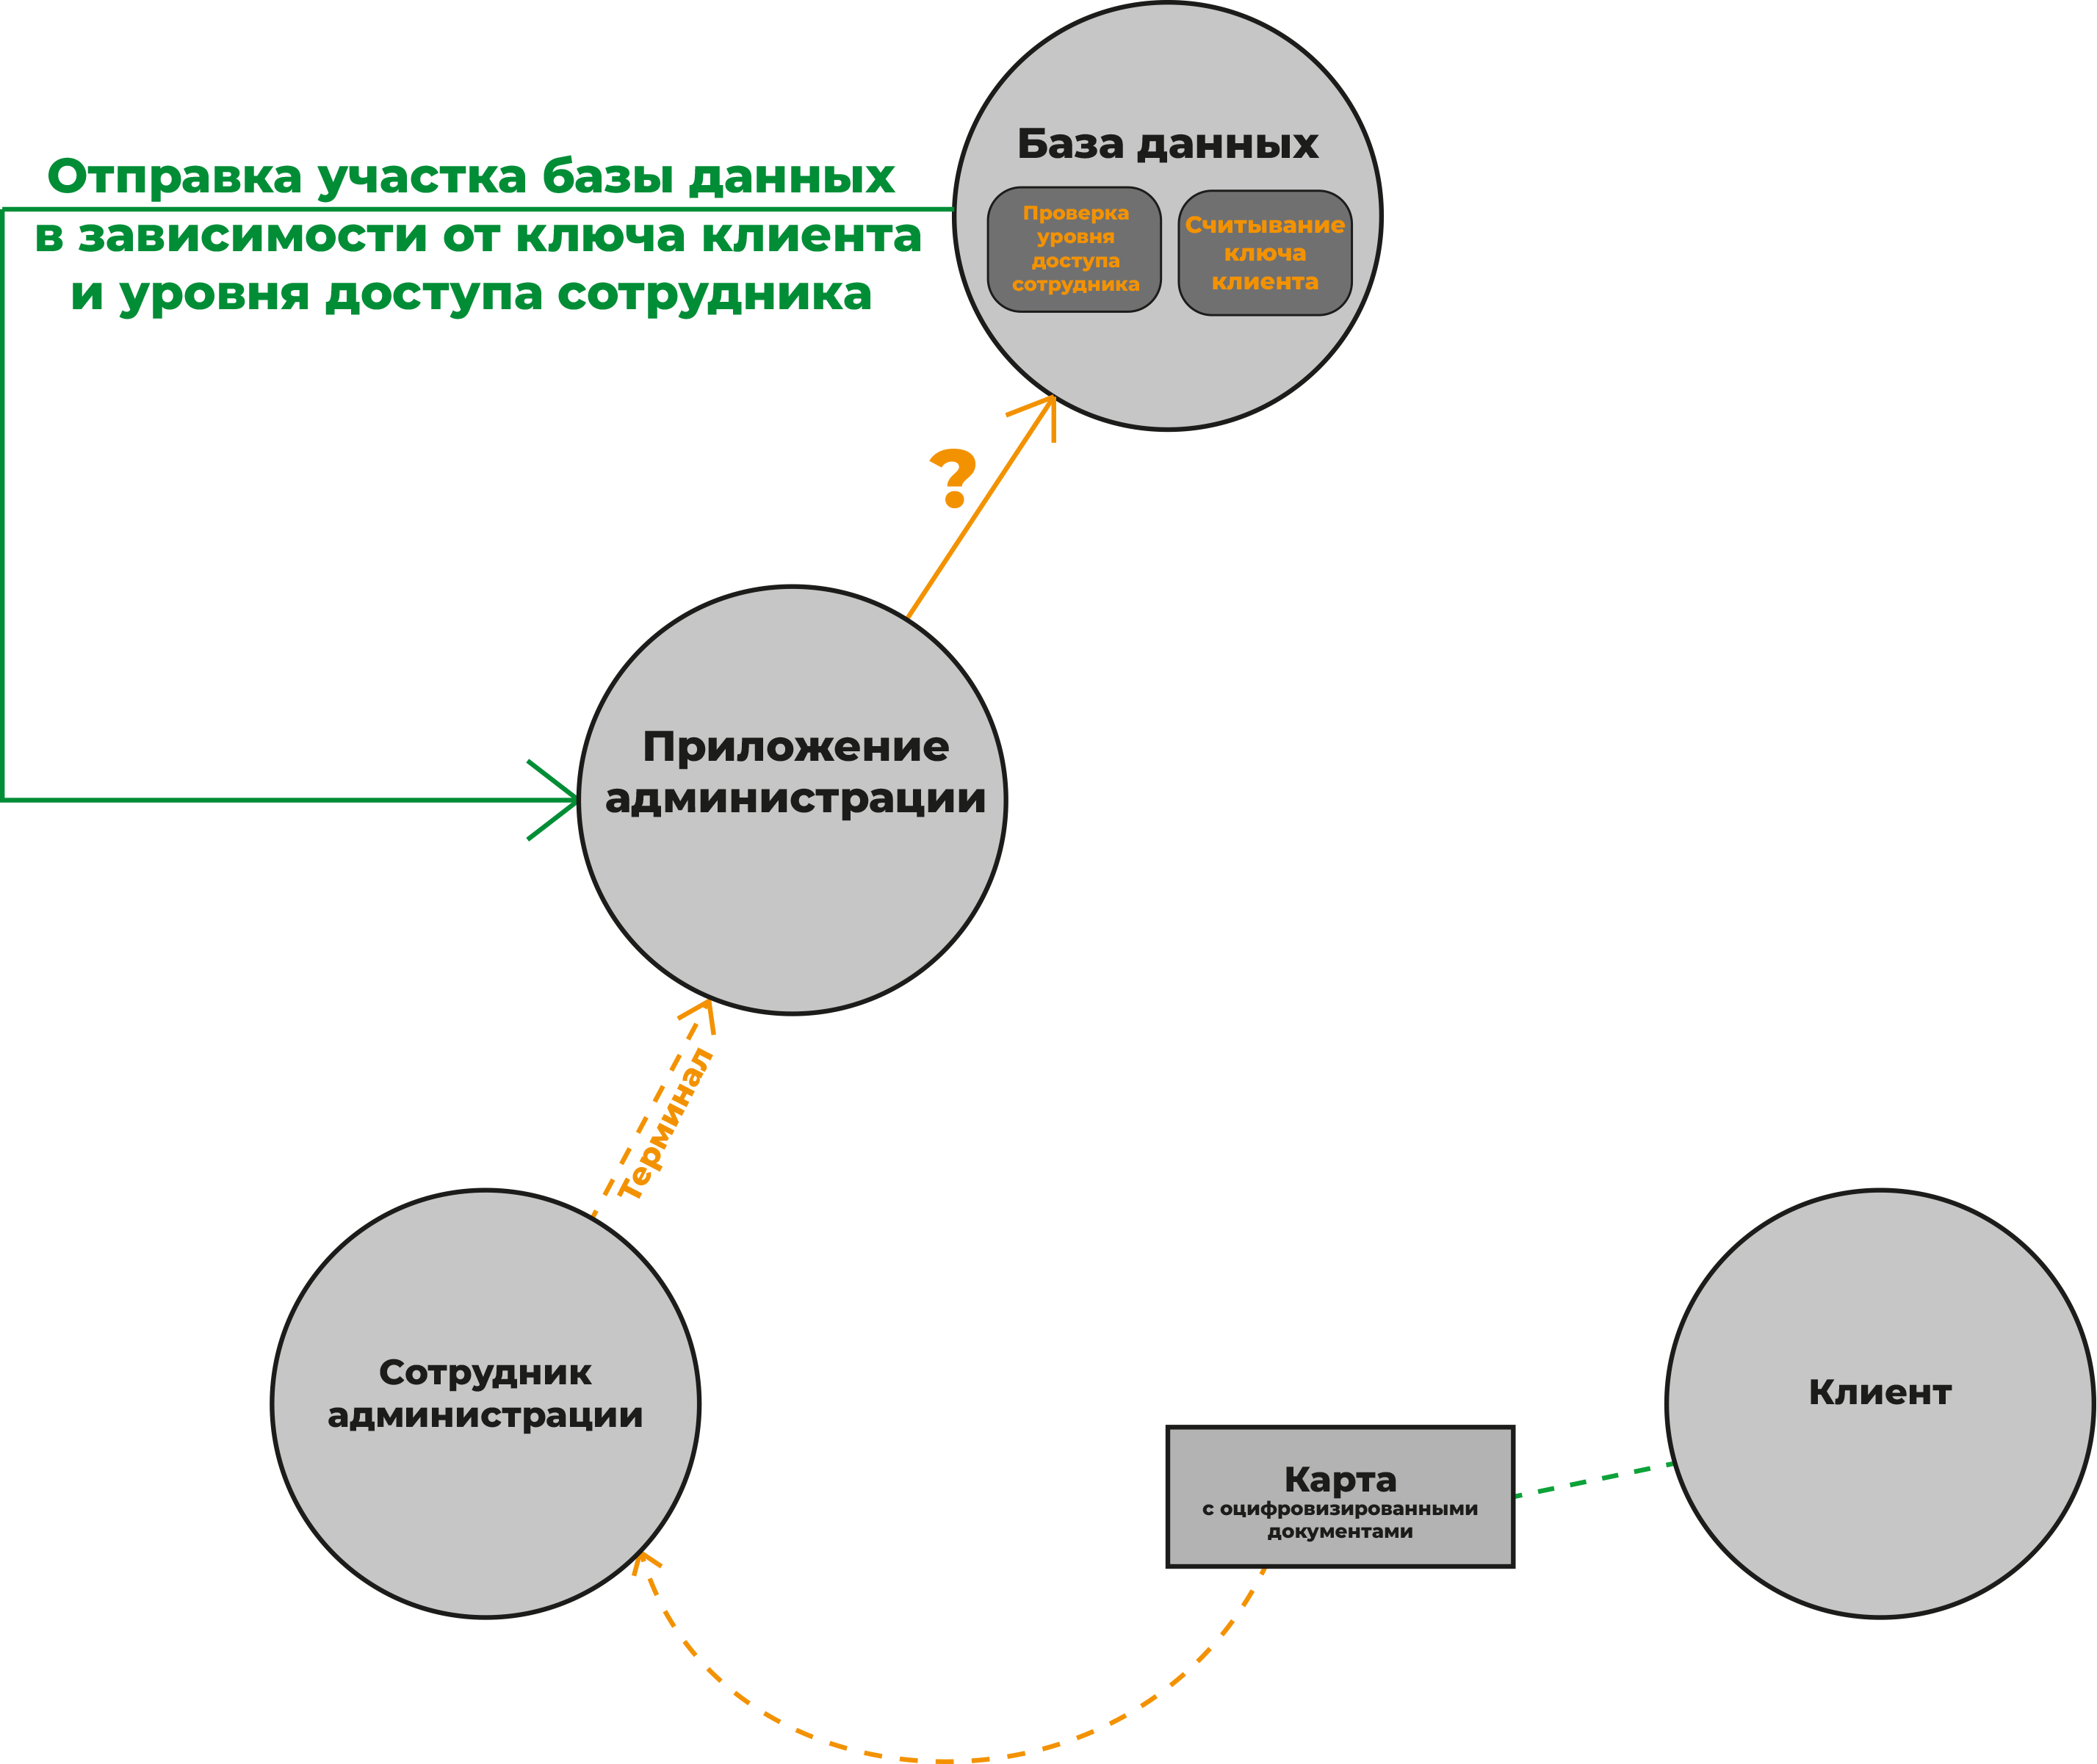 База данных
Проверка
уровня
доступа
сотрудника
Считывание
ключа
клиента
Отправка участка базы данных
в зависимости от ключа клиента
и уровня доступа сотрудника
?
Приложение
администрации
Терминал
Сотрудник
администрации
Клиент
Карта
с оцифровизированными
документами